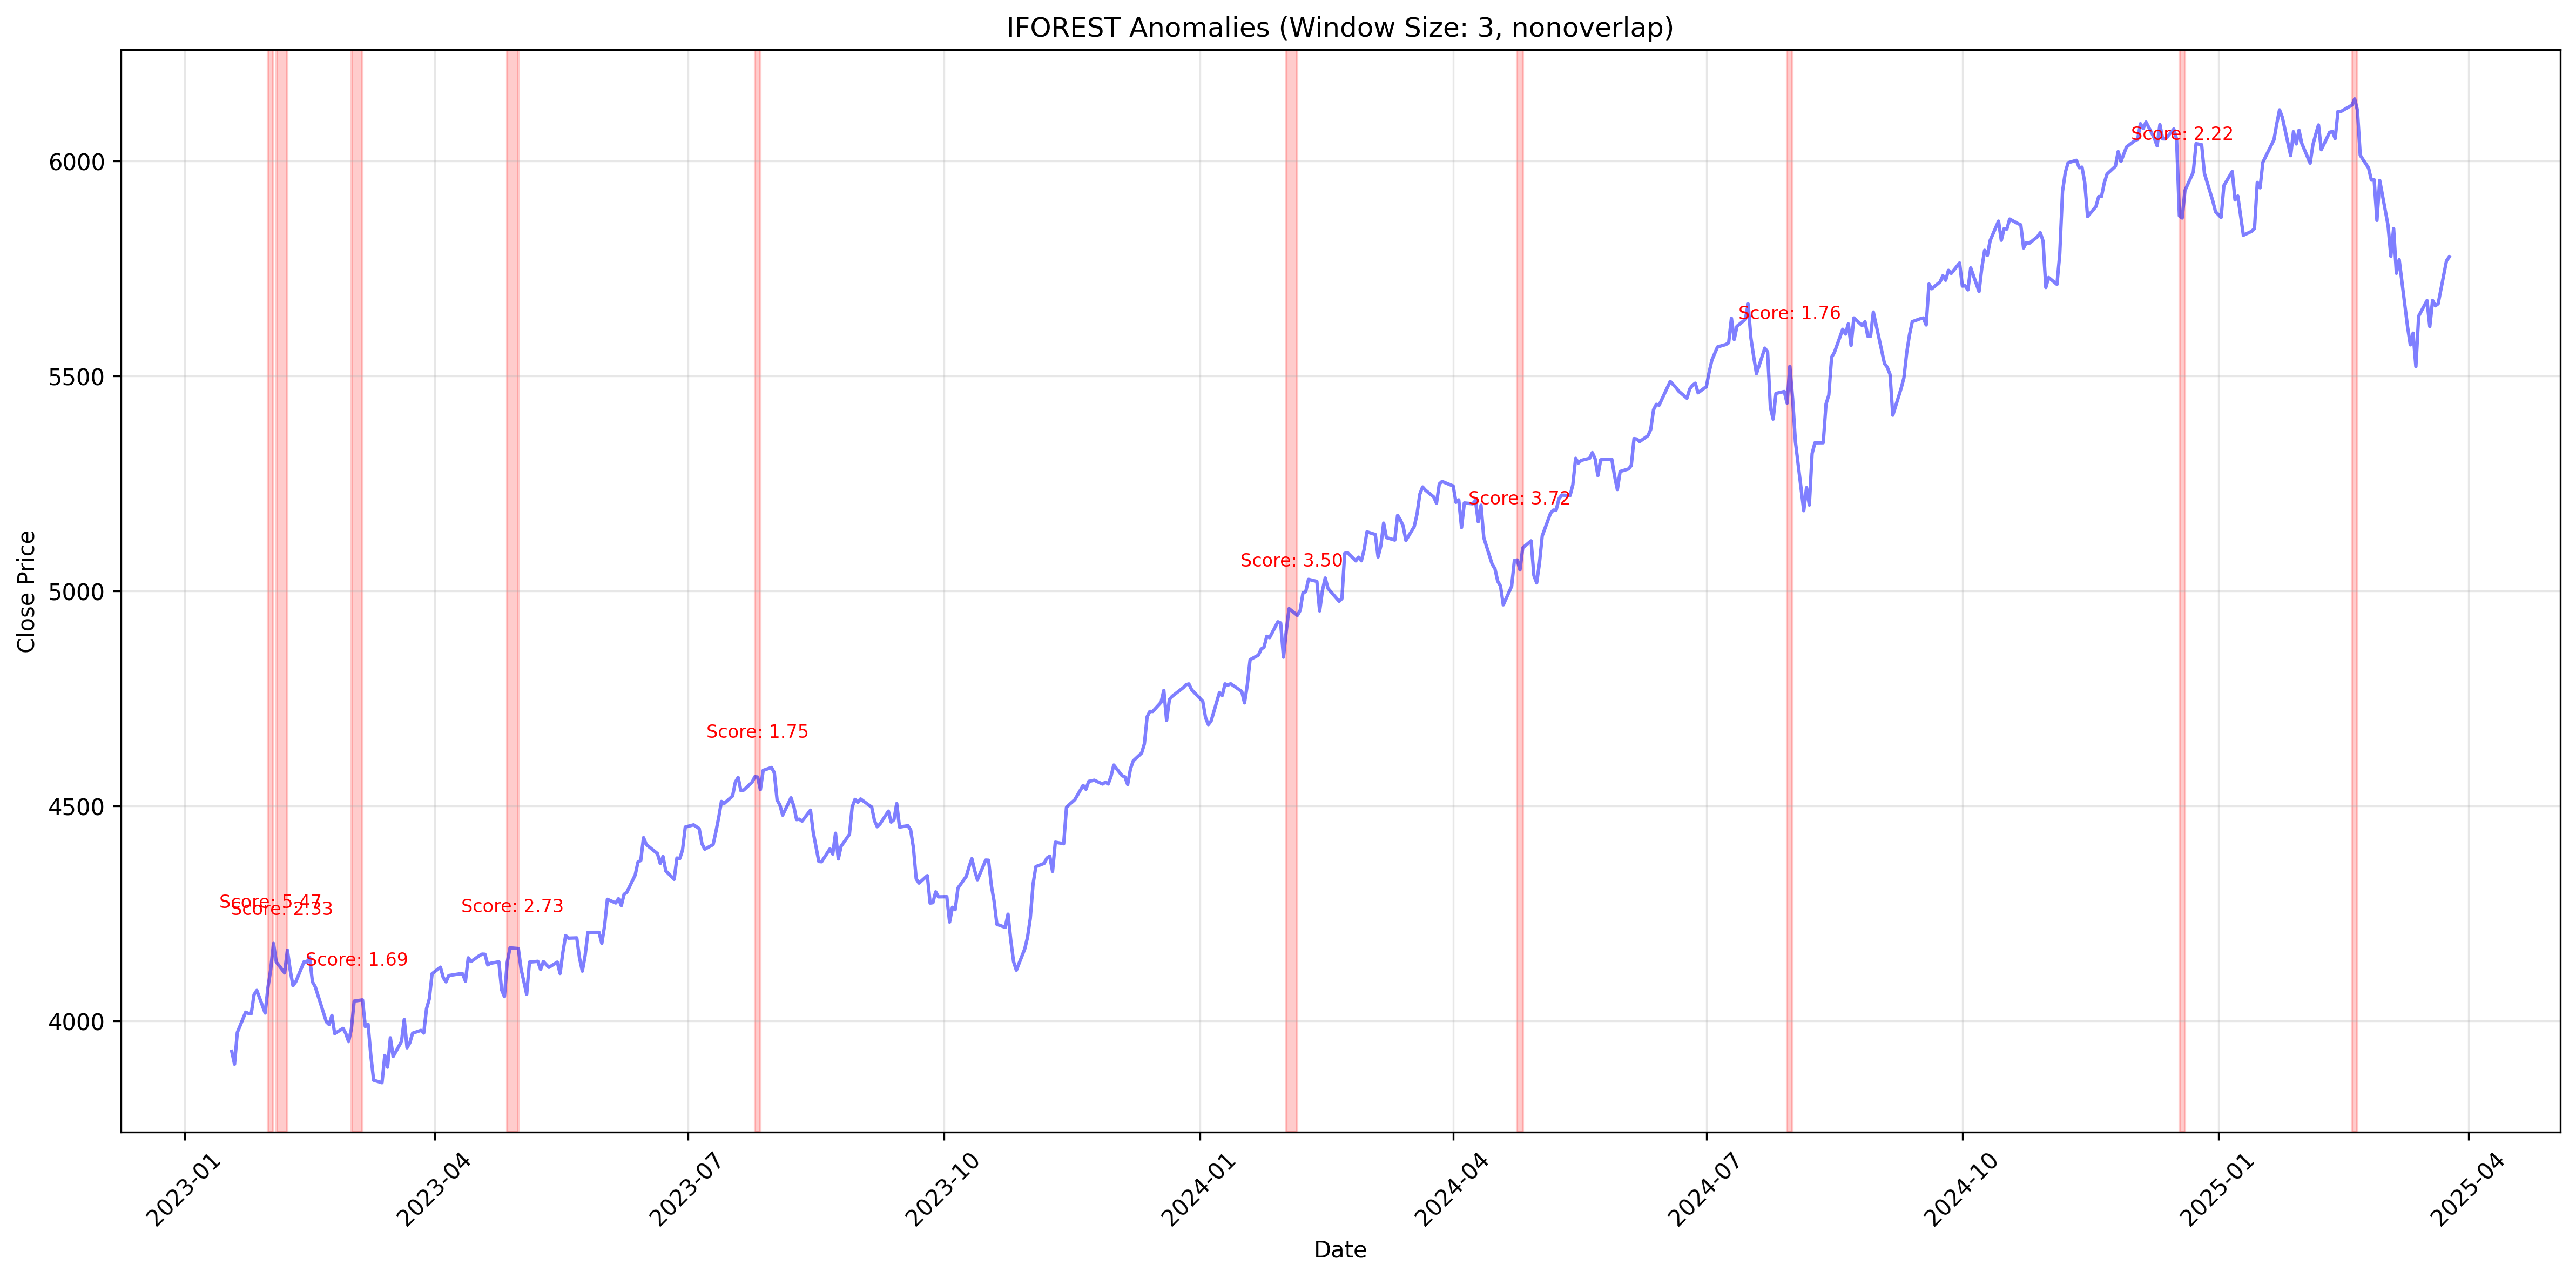 IFOREST Anomalies (Window Size: 3, nonoverlap)
Close Price
6000
5500
5000
4500
4000
Score: 2.22
Score: 1.76
Score: 3.72
Score: 3.50
Score: 1.75
Score: 5.47
Score: 2.33
Score: 2.73
Score: 1.69
2023-01
2023-04
2023-07
2023-10
2024-01
2024-04
2024-07
2024-10
2025-01
2025-04
Date